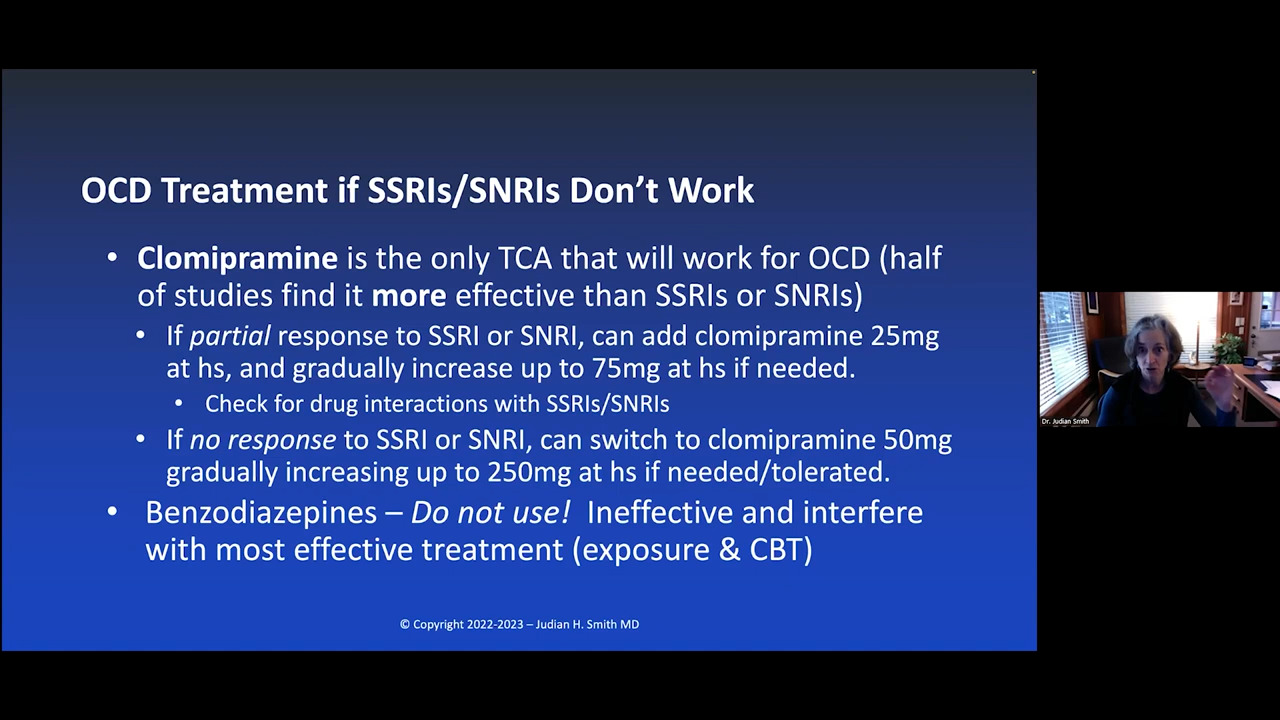 OCD Treatment if SSRIs/SNRIs Don’t Work
• Clomipramine is the only TCA that will work for OCD (half
of studies find it more effective than SSRIs or SNRIs)
• If partial response to SSRI or SNRI, can add clomipramine 25mg
at hs, and gradually increase up to 75mg at hs if needed.
• Check for drug interactions with SSRIs/SNRIs
• If no response to SSRI or SNRI, can switch to clomipramine 50mg
gradually increasing up to 250mg at hs if needed/tolerated.
• Benzodiazepines – Do not use! Ineffective and interfere
with most effective treatment (exposure & CBT)
© Copyright 2022-2023 – Judian H. Smith MD
Dr. Judian Smith